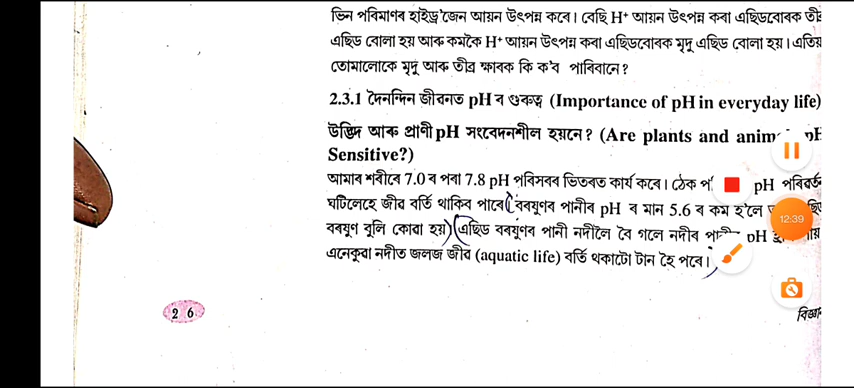 ভিন পৰিমাণৰ হাইড্ৰ'জেন আয়ন উৎপন্ন কৰে। বেছি H⁺ আয়ন উৎপন্ন কৰা এছিডবোৰক তীব্ৰ
এছিড বোলা হয় আৰু কমকৈ H⁺ আয়ন উৎপন্ন কৰা এছিডবোৰক মৃদু এছিড বোলা হয়। এতিয়
তোমালোকে মৃদু আৰু তীব্ৰ ক্ষাৰক কি ক'ব পাৰিবানে?
2.3.1 দৈনন্দিন জীৱনত pH ৰ গুৰুত্ব (Importance of pH in everyday life)
উদ্ভিদ আৰু প্ৰাণী pH সংবেদনশীল হয়নে? (Are plants and anim pH
Sensitive?)
আমাৰ শৰীৰে 7.0 ৰ পৰা 7.8 pH পৰিসৰৰ ভিতৰত কাৰ্য কৰে। ঠেক pH পৰিৱৰ্ত
ঘটিলেহে জীৱ বৰ্তি থাকিব পাৰে। বৰষুণৰ পানীৰ pH ৰ মান 5.6 ৰ কম হ'লে
12:39
বৰষুণ বুলি কোৱা হয়। এছিড বৰষুণৰ পানী নদীলৈ বৈ গলে নদীৰ pH
এনেকুৱা নদীত জলজ জীৱ (aquatic life) বৰ্তি থকাটো টান হৈ পৰে।
2 6
বিজ্ঞান